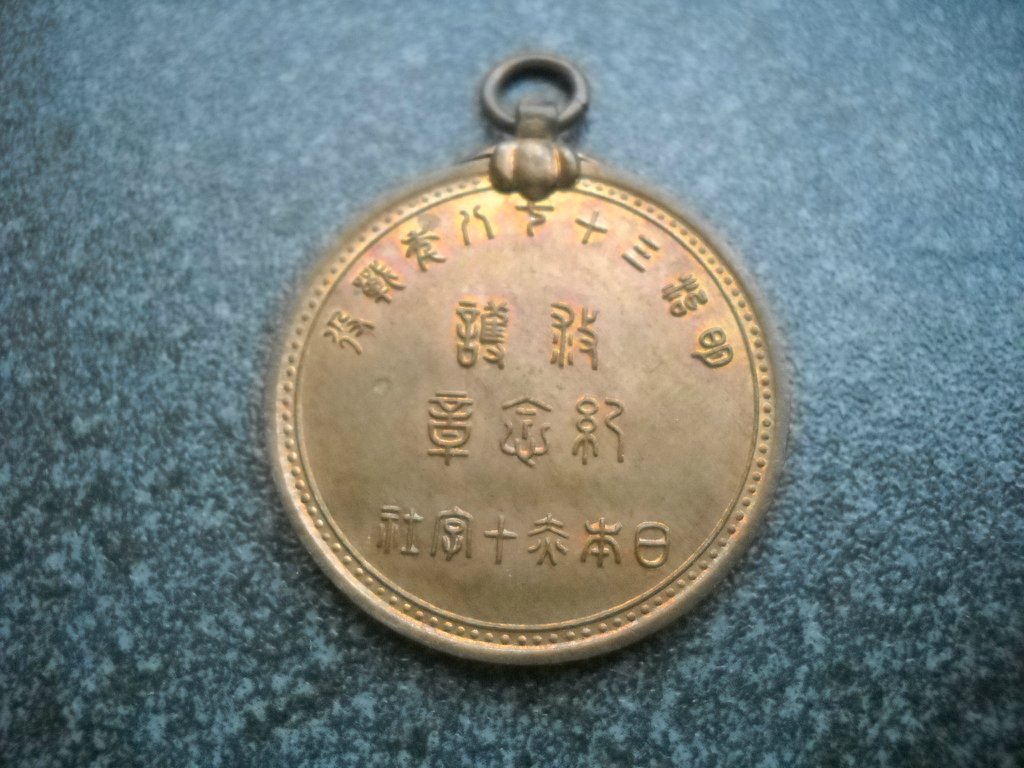 明治三十七八年戰役
救護
紀念章
日本赤十字社